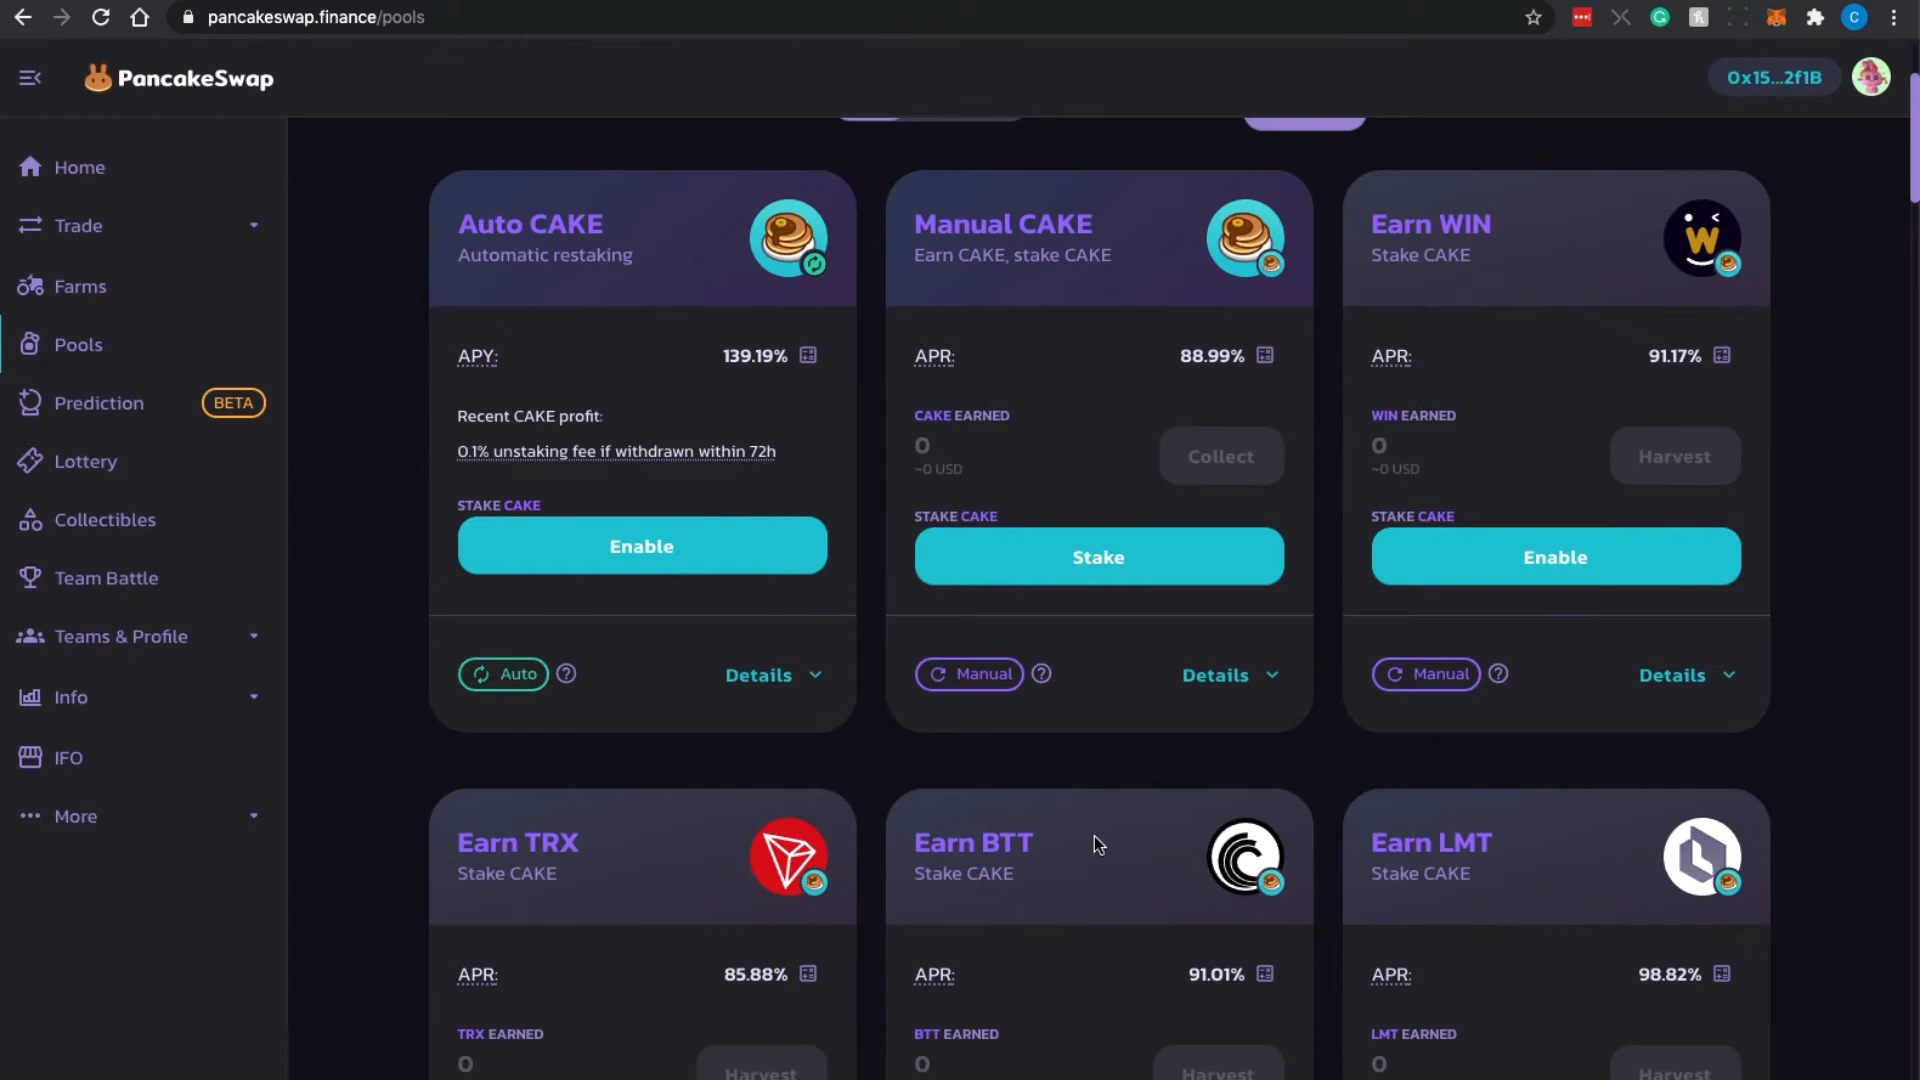 pancakeswap.finance/pools
C
PancakeSwap
0x15...2f1B
Home
Trade
Farms
Pools
Prediction BETA
Lottery
Collectibles
Team Battle
Teams & Profile
Info
IFO
More
Auto CAKE
Automatic restaking
APY: 139.19%
Recent CAKE profit:
0.1% unstaking fee if withdrawn within 72h
STAKE CAKE
Enable
Auto Details
Manual CAKE
Earn CAKE, stake CAKE
APR: 88.99%
CAKE EARNED
0
~0 USD
Collect
STAKE CAKE
Stake
Manual Details
Earn WIN
Stake CAKE
W
APR: 91.17%
WIN EARNED
0
~0 USD
Harvest
STAKE CAKE
Enable
Manual Details
Earn TRX
Stake CAKE
APR: 85.88%
TRX EARNED
0
Harvest
Earn BTT
Stake CAKE
APR: 91.01%
BTT EARNED
0
Harvest
Earn LMT
Stake CAKE
APR: 98.82%
LMT EARNED
0
Harvest